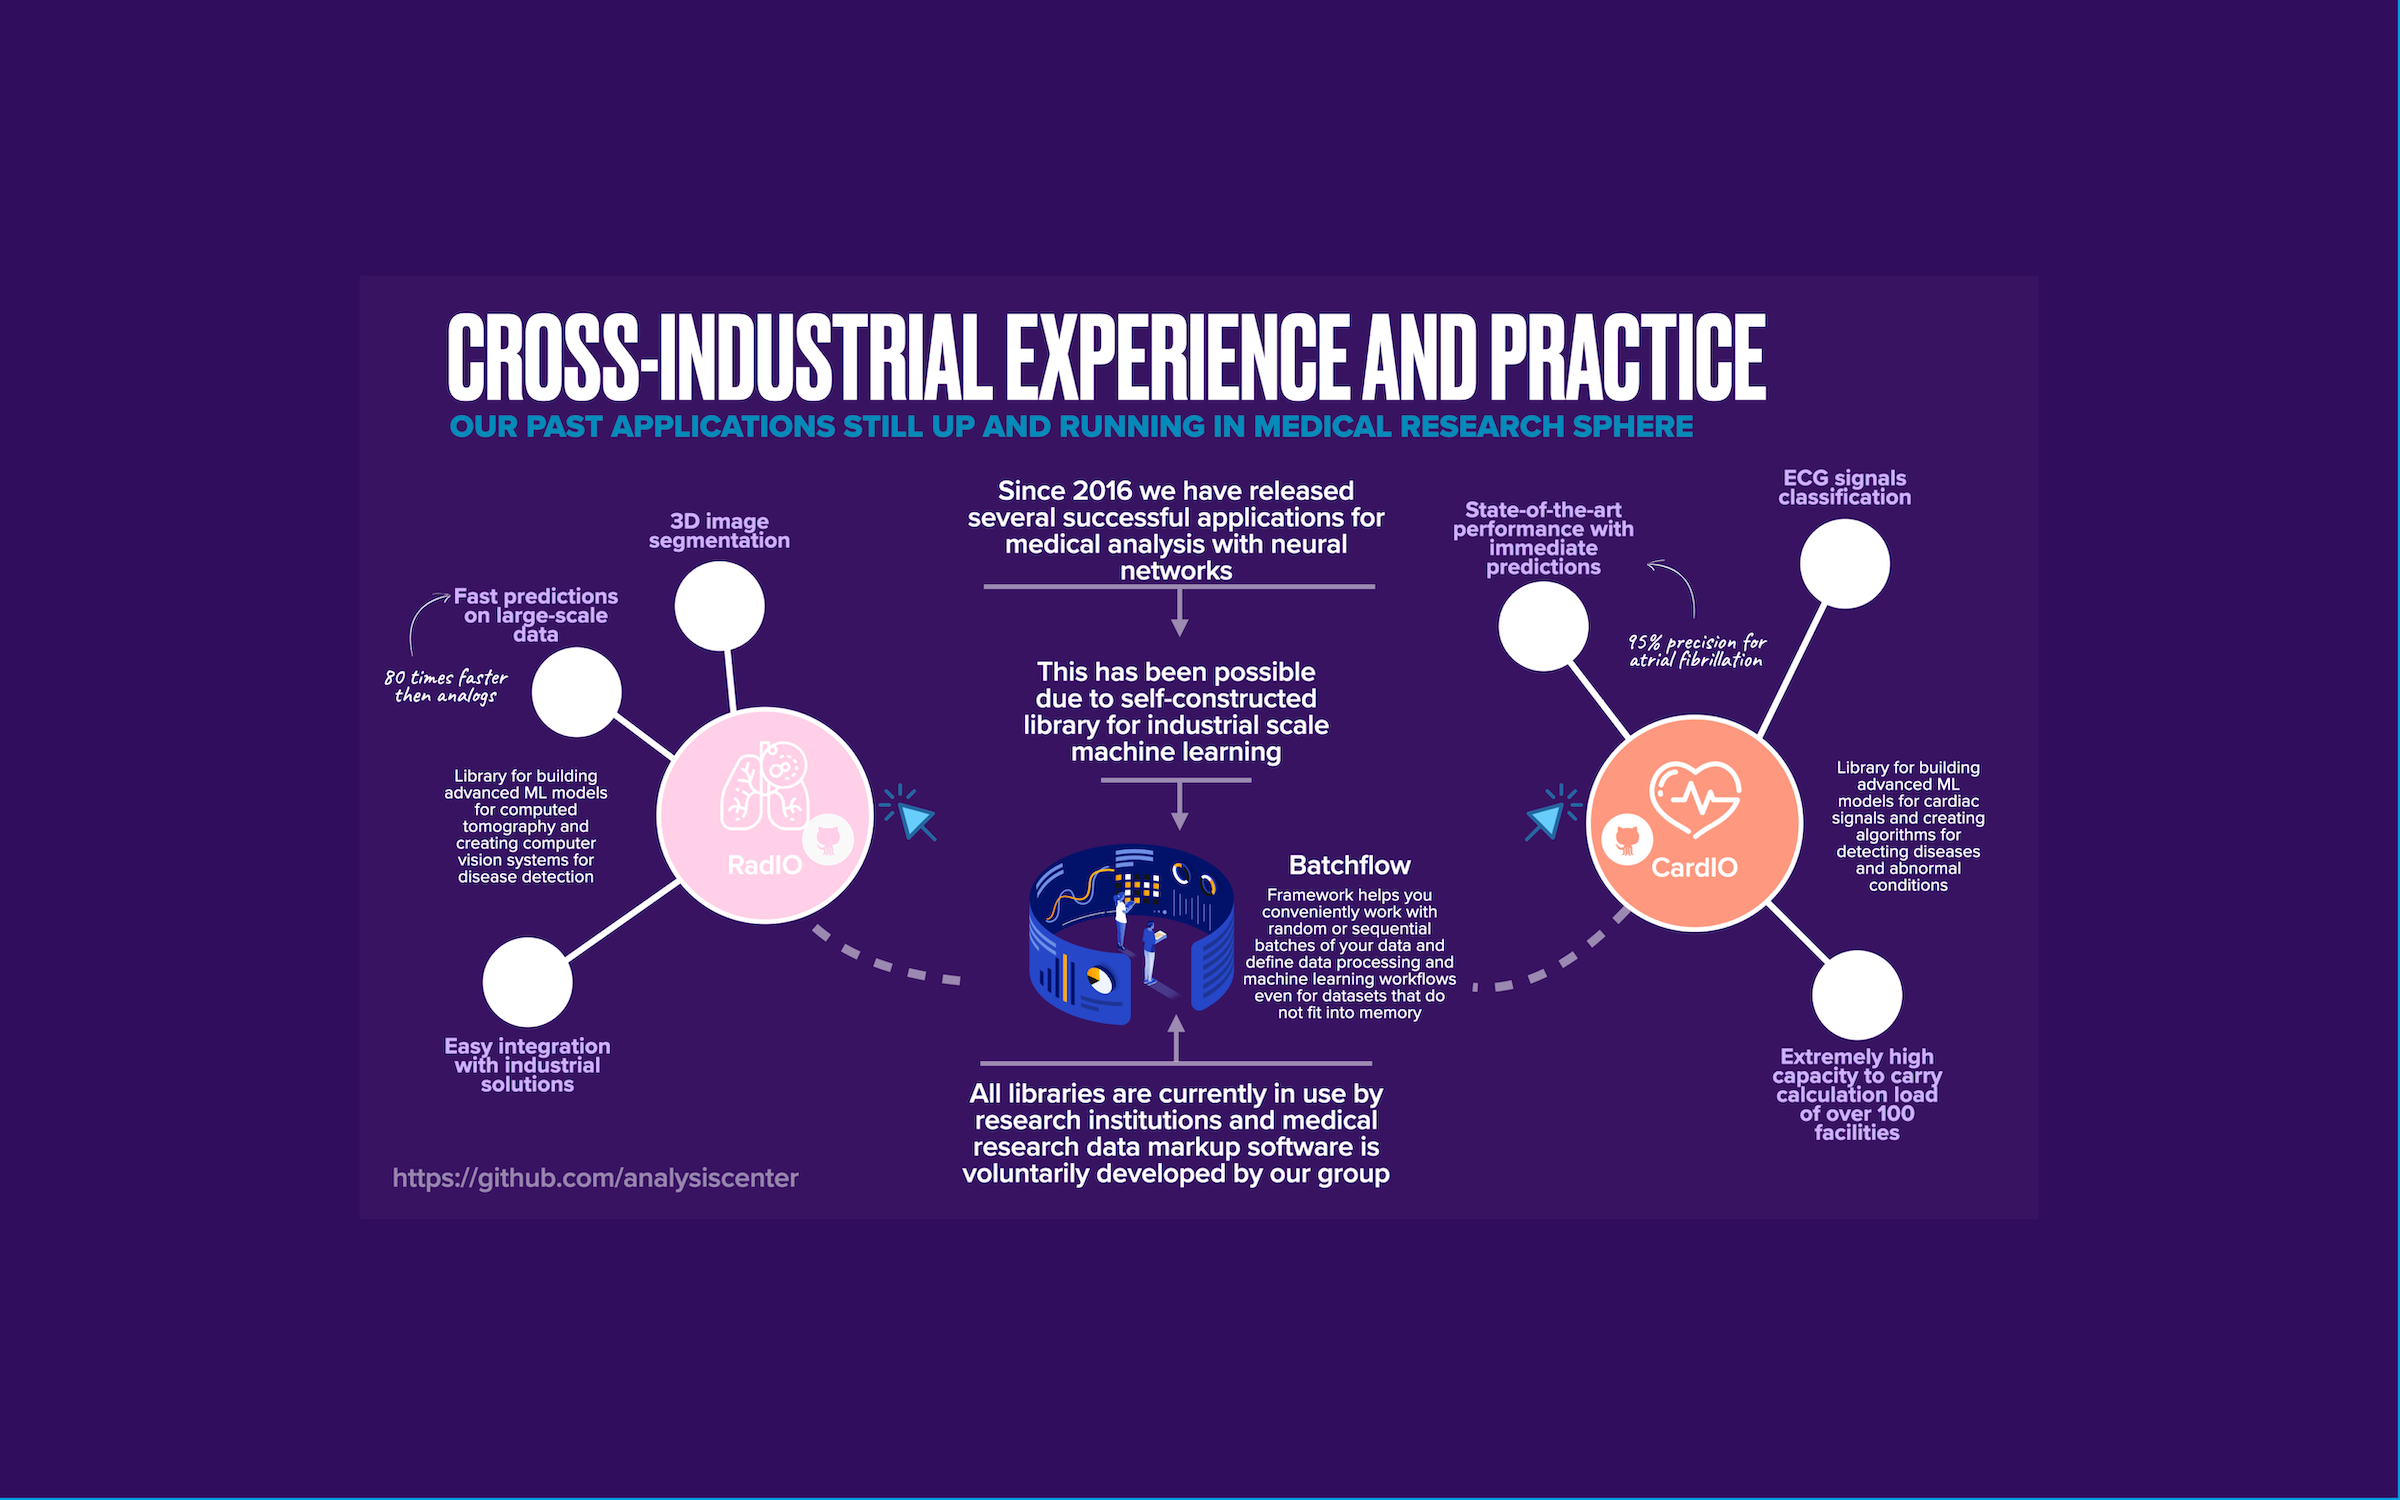 CROSS-INDUSTRIAL EXPERIENCE AND PRACTICE
OUR PAST APPLICATIONS STILL UP AND RUNNING IN MEDICAL RESEARCH SPHERE
3D image
segmentation
Fast predictions
on large-scale
data
80 times faster
then analogs
Library for building
advanced ML models
for computed
tomography and
creating computer
vision systems for
disease detection
RadIO
Easy integration
with industrial
solutions
https://github.com/analysiscenter
Since 2016 we have released
several successful applications for
medical analysis with neural
networks
This has been possible
due to self-constructed
library for industrial scale
machine learning
Batchflow
Framework helps you
conveniently work with
random or sequential
batches of your data and
define data processing and
machine learning workflows
even for datasets that do
not fit into memory
All libraries are currently in use by
research institutions and medical
research data markup software is
voluntarily developed by our group
State-of-the-art
performance with
immediate
predictions
95% precision for
atrial fibrillation
ECG signals
classification
CardIO
Library for building
advanced ML
models for cardiac
signals and creating
algorithms for
detecting diseases
and abnormal
conditions
Extremely high
capacity to carry
calculation load
of over 100
facilities